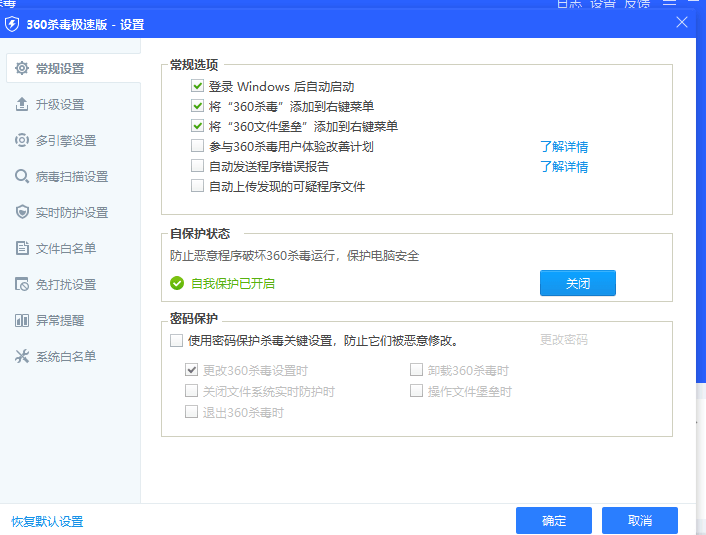 日志 设置 反馈
360杀毒极速版 - 设置
常规设置
升级设置
多引擎设置
病毒扫描设置
实时防护设置
文件白名单
免打扰设置
异常提醒
系统白名单
常规选项
登录 Windows 后自动启动
将“360杀毒”添加到右键菜单
将“360文件堡垒”添加到右键菜单
参与360杀毒用户体验改善计划 了解详情
自动发送程序错误报告 了解详情
自动上传发现的可疑程序文件
自保护状态
防止恶意程序破坏360杀毒运行，保护电脑安全
自我保护已开启 关闭
密码保护
使用密码保护杀毒关键设置，防止它们被恶意修改。 更改密码
更改360杀毒设置时 卸载360杀毒时
关闭文件系统实时防护时 操作文件堡垒时
退出360杀毒时
恢复默认设置 确定 取消